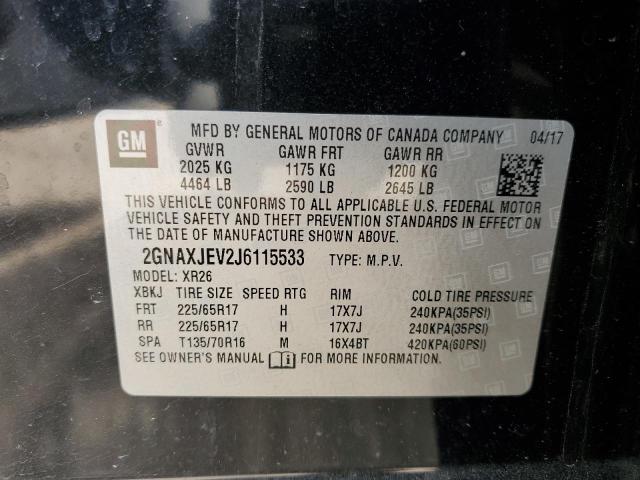 GM ® MFD BY GENERAL MOTORS OF CANADA COMPANY 04/17
GVWR GAWR FRT GAWR RR
2025 KG 1175 KG 1200 KG
4464 LB 2590 LB 2645 LB
THIS VEHICLE CONFORMS TO ALL APPLICABLE U.S. FEDERAL MOTOR
VEHICLE SAFETY AND THEFT PREVENTION STANDARDS IN EFFECT ON
THE DATE OF MANUFACTURE SHOWN ABOVE.
2GNAXJEV2J6115533 TYPE: M.P.V.
MODEL: XR26
XBKJ TIRE SIZE SPEED RTG RIM COLD TIRE PRESSURE
FRT 225/65R17 H 17X7J 240KPA(35PSI)
RR 225/65R17 H 17X7J 240KPA(35PSI)
SPA T135/70R16 M 16X4BT 420KPA(60PSI)
SEE OWNER'S MANUAL FOR MORE INFORMATION.